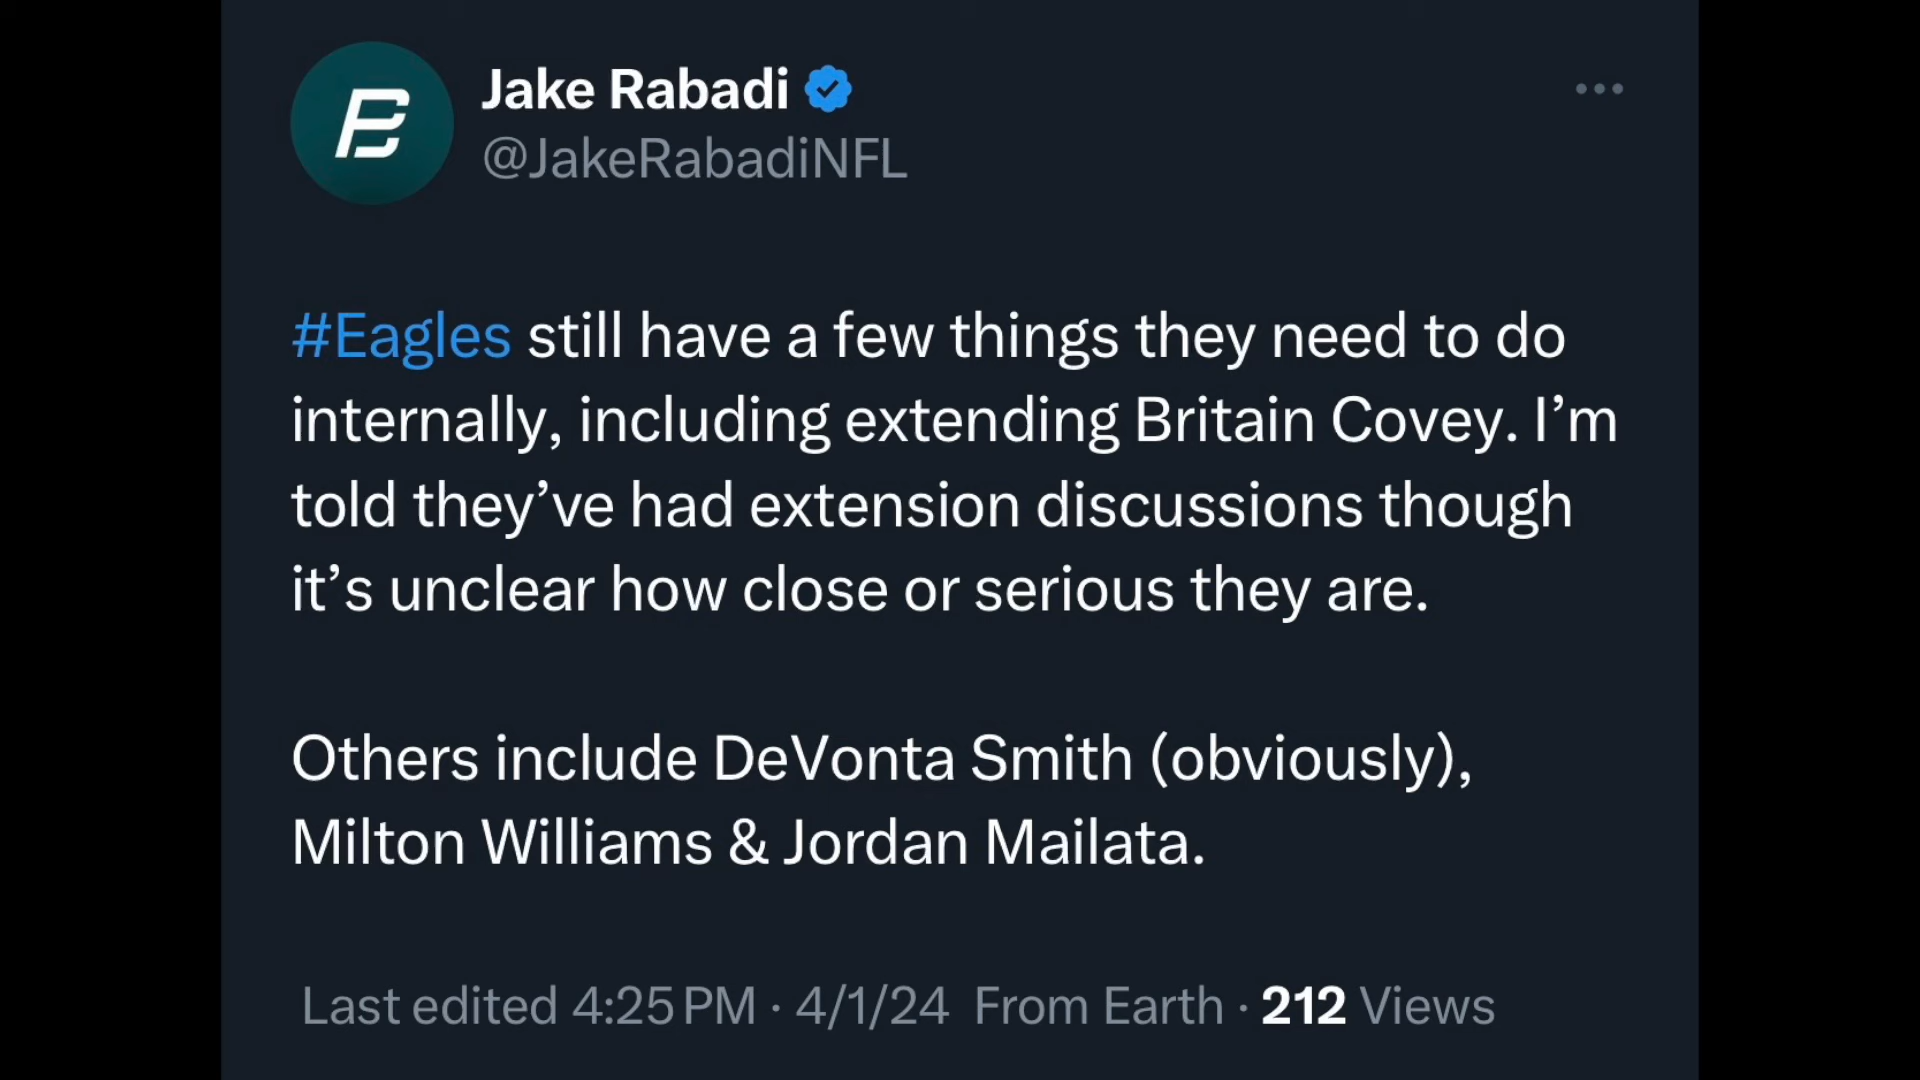 Jake Rabadi
@JakeRabadiNFL
#Eagles still have a few things they need to do
internally, including extending Britain Covey. I’m
told they’ve had extension discussions though
it’s unclear how close or serious they are.
Others include DeVonta Smith (obviously),
Milton Williams & Jordan Mailata.
Last edited 4:25 PM · 4/1/24 From Earth · 212 Views